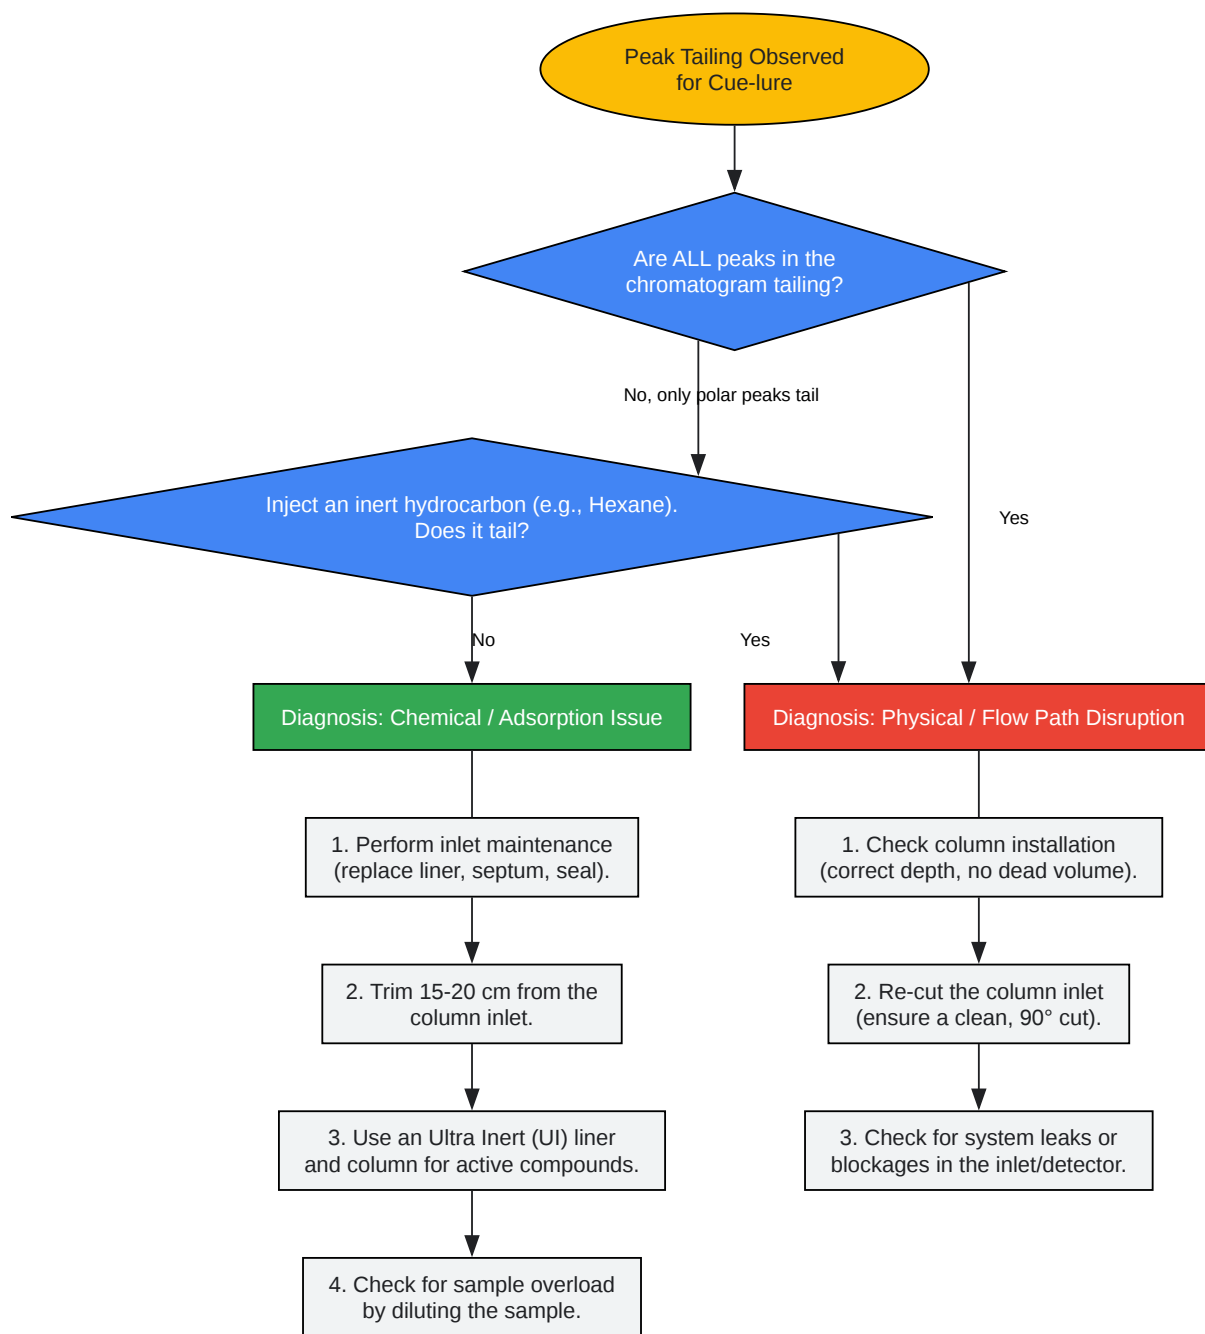 Peak Tailing Observed
for Cue-lure
Are ALL peaks in the
chromatogram tailing?
No, only polar peaks tail
Inject an inert hydrocarbon (e.g., Hexane).
Does it tail?
Yes
No
Yes
Diagnosis: Chemical / Adsorption Issue
Diagnosis: Physical / Flow Path Disruption
1. Perform inlet maintenance
(replace liner, septum, seal).
1. Check column installation
(correct depth, no dead volume).
2. Trim 15-20 cm from the
column inlet.
2. Re-cut the column inlet
(ensure a clean, 90° cut).
3. Use an Ultra Inert (UI) liner
and column for active compounds.
3. Check for system leaks or
blockages in the inlet/detector.
4. Check for sample overload
by diluting the sample.